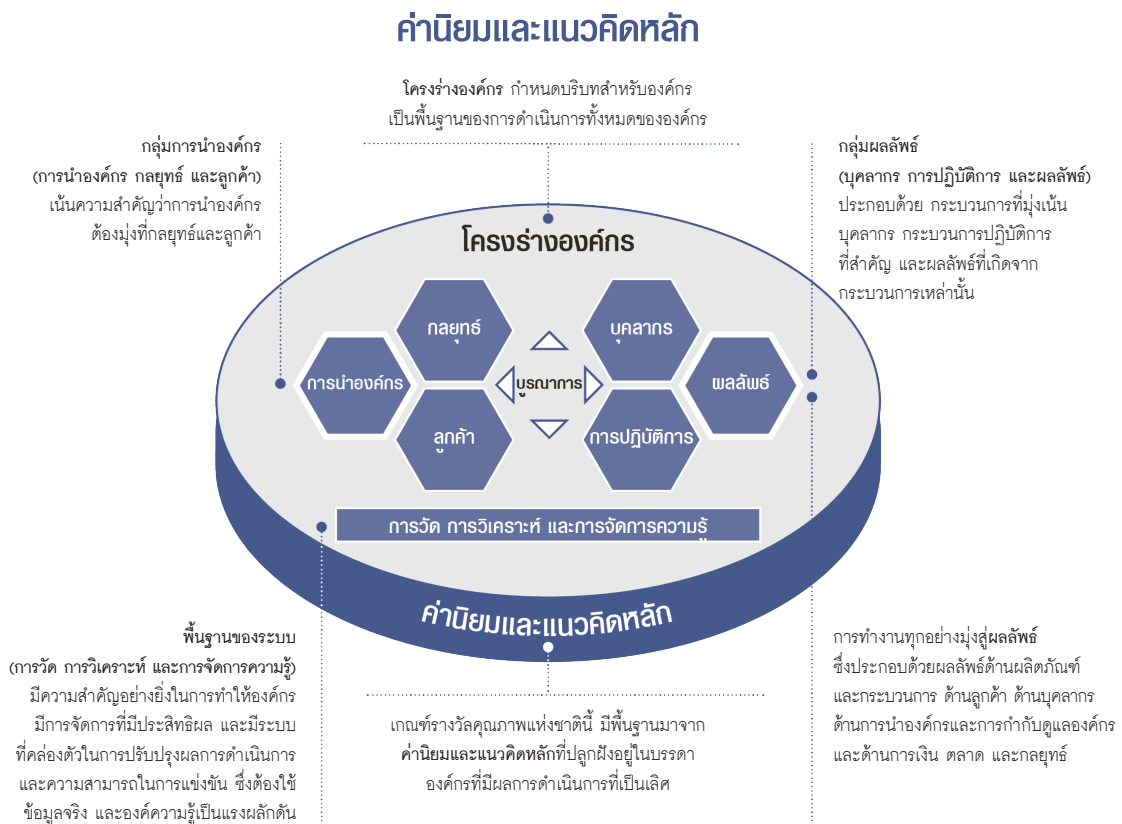 ค่านิยมและแนวคิดหลัก
โครงร่างองค์กร กำหนดบริบทสำหรับองค์กร
เป็นพื้นฐานของการดำเนินการทั้งหมดขององค์กร
กลุ่มการนำองค์กร
(การนำองค์กร กลยุทธ์ และลูกค้า)
เน้นความสำคัญว่าการนำองค์กร
ต้องมุ่งที่กลยุทธ์และลูกค้า
กลุ่มผลลัพธ์
(บุคลากร การปฏิบัติการ และผลลัพธ์)
ประกอบด้วย กระบวนการที่มุ่งเน้น
บุคลากร กระบวนการปฏิบัติการ
ที่สำคัญ และผลลัพธ์ที่เกิดจาก
กระบวนการเหล่านั้น
โครงร่างองค์กร
กลยุทธ์
บุคลากร
การนำองค์กร
บูรณาการ
ผลลัพธ์
ลูกค้า
การปฏิบัติการ
การวัด การวิเคราะห์ และการจัดการความรู้
ค่านิยมและแนวคิดหลัก
พื้นฐานของระบบ
(การวัด การวิเคราะห์ และการจัดการความรู้)
มีความสำคัญอย่างยิ่งในการทำให้องค์กร
มีการจัดการที่มีประสิทธิผล และมีระบบ
ที่คล่องตัวในการปรับปรุงผลการดำเนินการ
และความสามารถในการแข่งขัน ซึ่งต้องใช้
ข้อมูลจริง และองค์ความรู้เป็นแรงผลักดัน
เกณฑ์รางวัลคุณภาพแห่งชาตินี้ มีพื้นฐานมาจาก
ค่านิยมและแนวคิดหลักที่ปลูกฝังอยู่ในบรรดา
องค์กรที่มีผลการดำเนินการที่เป็นเลิศ
การทำงานทุกอย่างมุ่งสู่ผลลัพธ์
ซึ่งประกอบด้วยผลลัพธ์ด้านผลิตภัณฑ์
และกระบวนการ ด้านลูกค้า ด้านบุคลากร
ด้านการนำองค์กรและการกำกับดูแลองค์กร
และด้านการเงิน ตลาด และกลยุทธ์